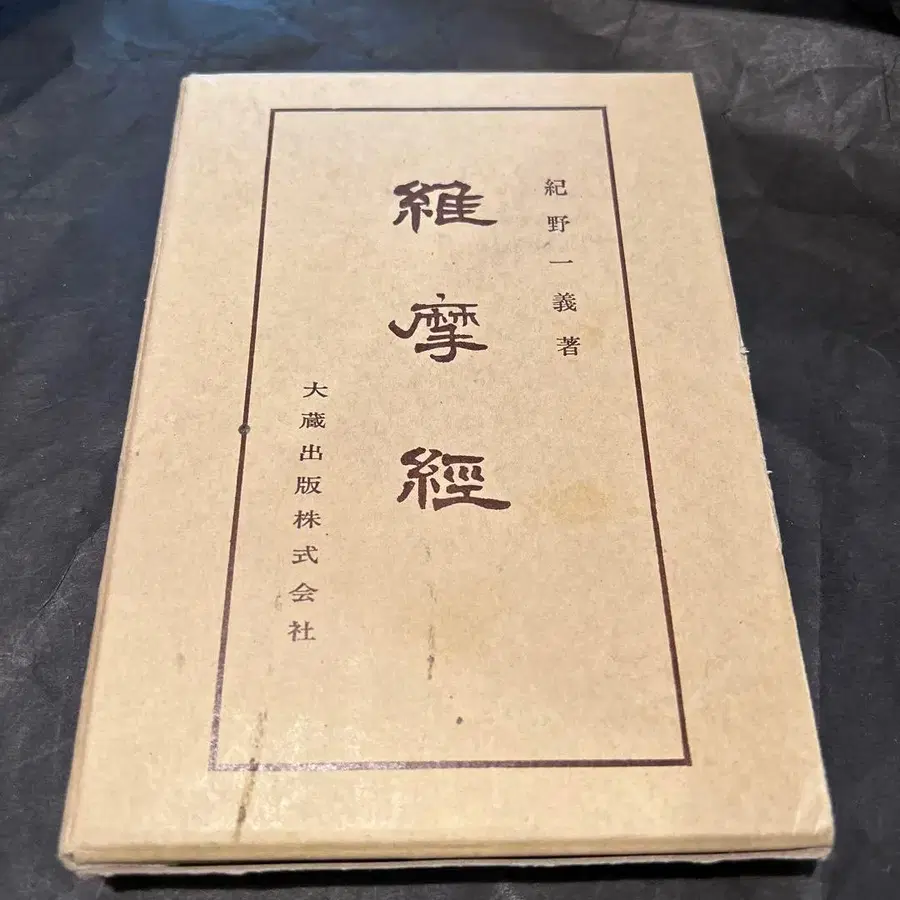 紀野一義著
維摩經
大蔵出版株式会社